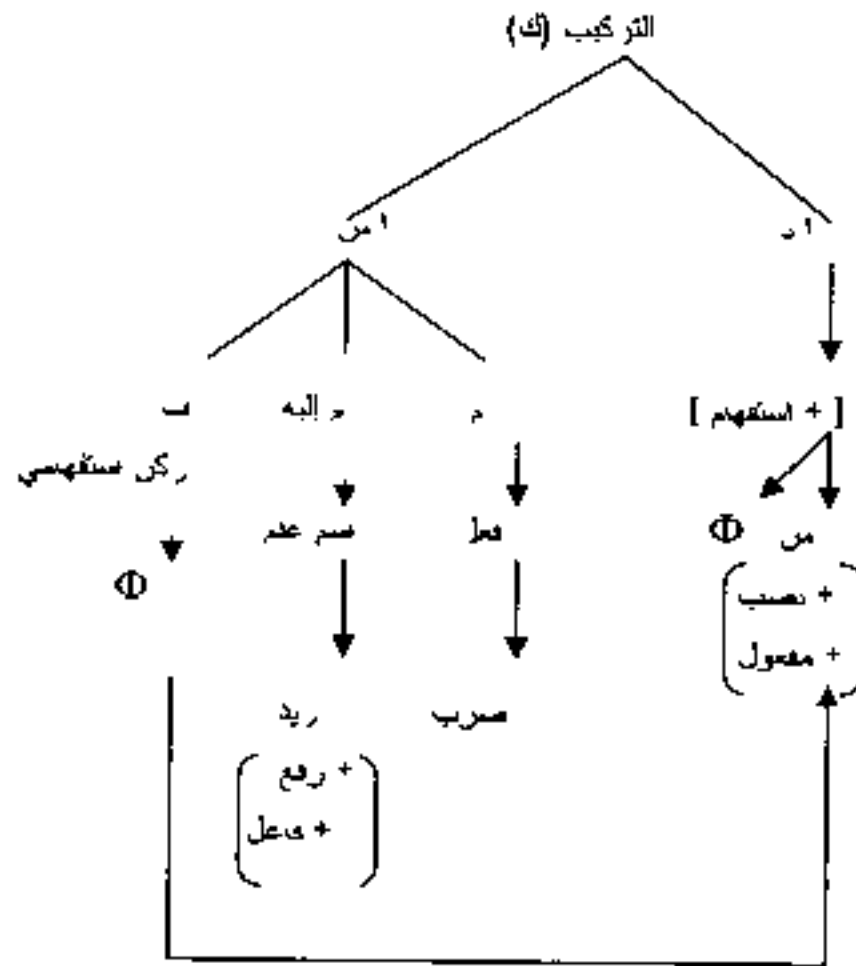 التركيب (ك)
[ + استفهام ]
م إليه
م
ركن استفهامي
فعل
Φ
من
Φ
+ نصب
+ مفعول
زيد
ضرب
+ رفع
+ فاعل